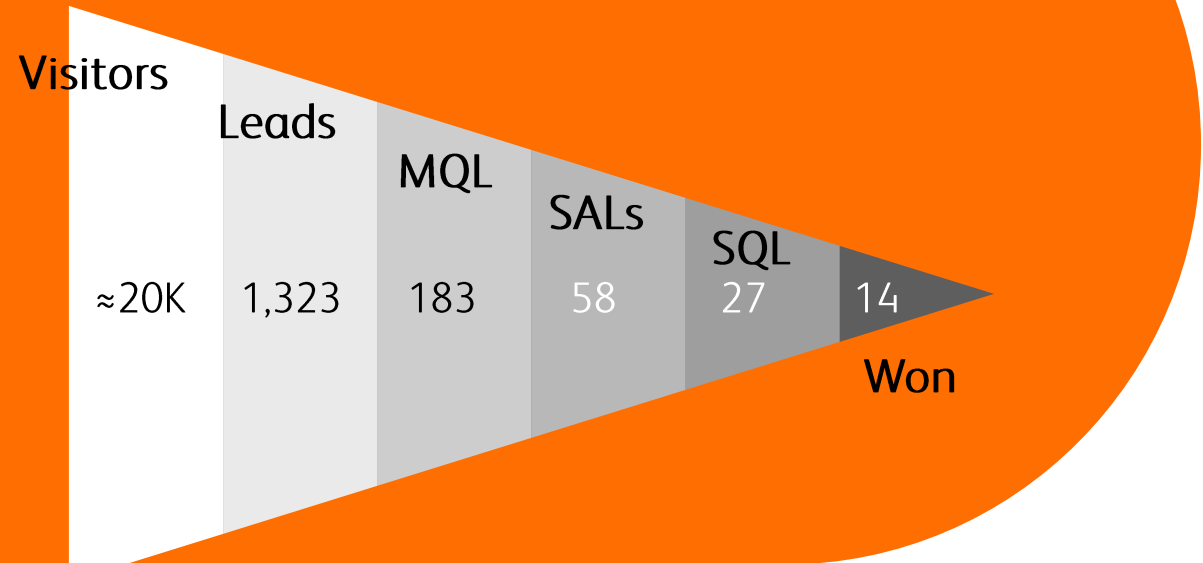 Visitors
Leads
MQL
SALs
SQL
≈20K
1,323
183
58
27
14
Won